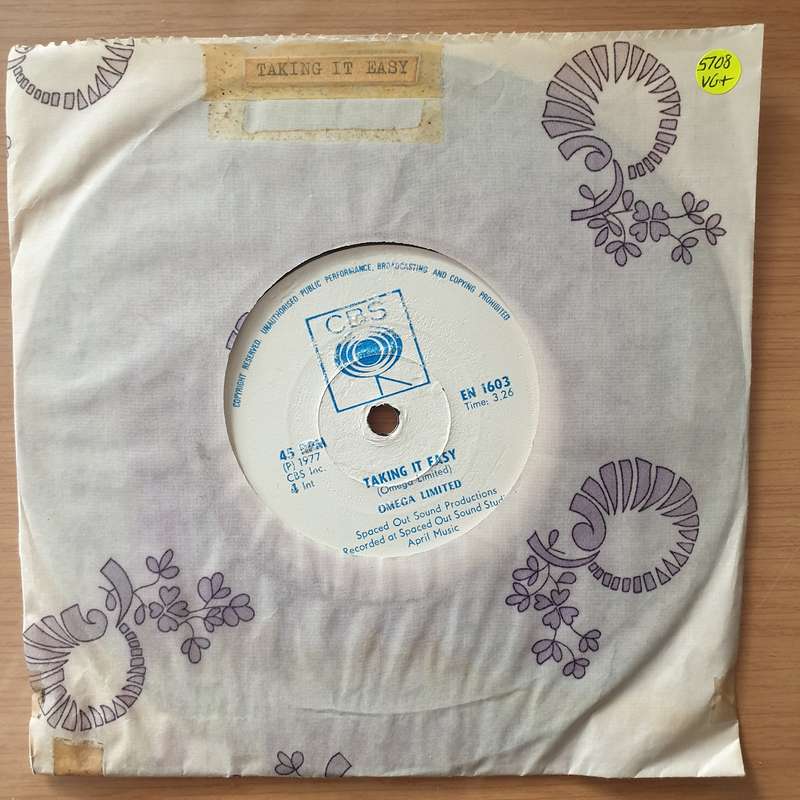 TAKING IT EASY
5708
VG+
COPYRIGHT RESERVED. UNAUTHORISED PUBLIC PERFORMANCE, BROADCASTING AND COPYING PROHIBITED
CBS
EN 1603
Time: 3.26
45 RPM
(P) 1977
CBS Inc.
4 Int
TAKING IT EASY
(Omega Limited)
OMEGA LIMITED
Spaced Out Sound Productions
Recorded at Spaced Out Sound Stud
April Music